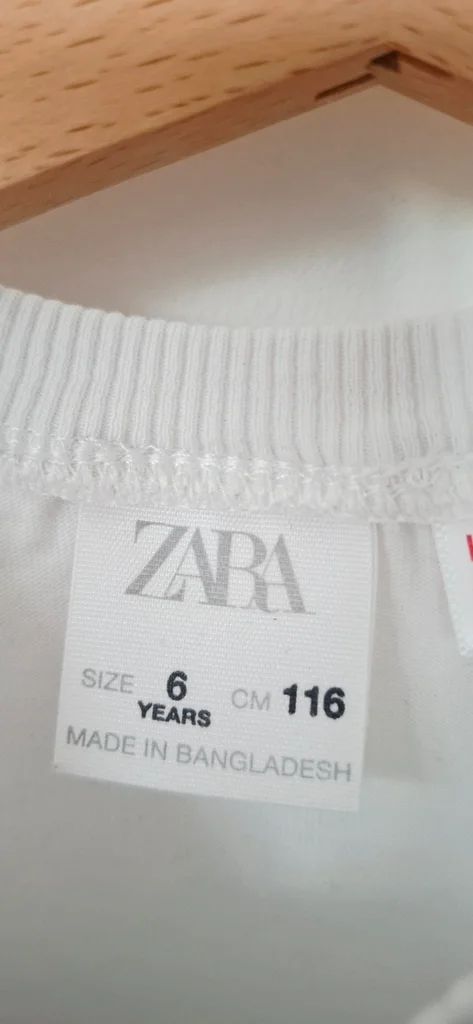 ZARA
SIZE 6 YEARS CM 116
MADE IN BANGLADESH